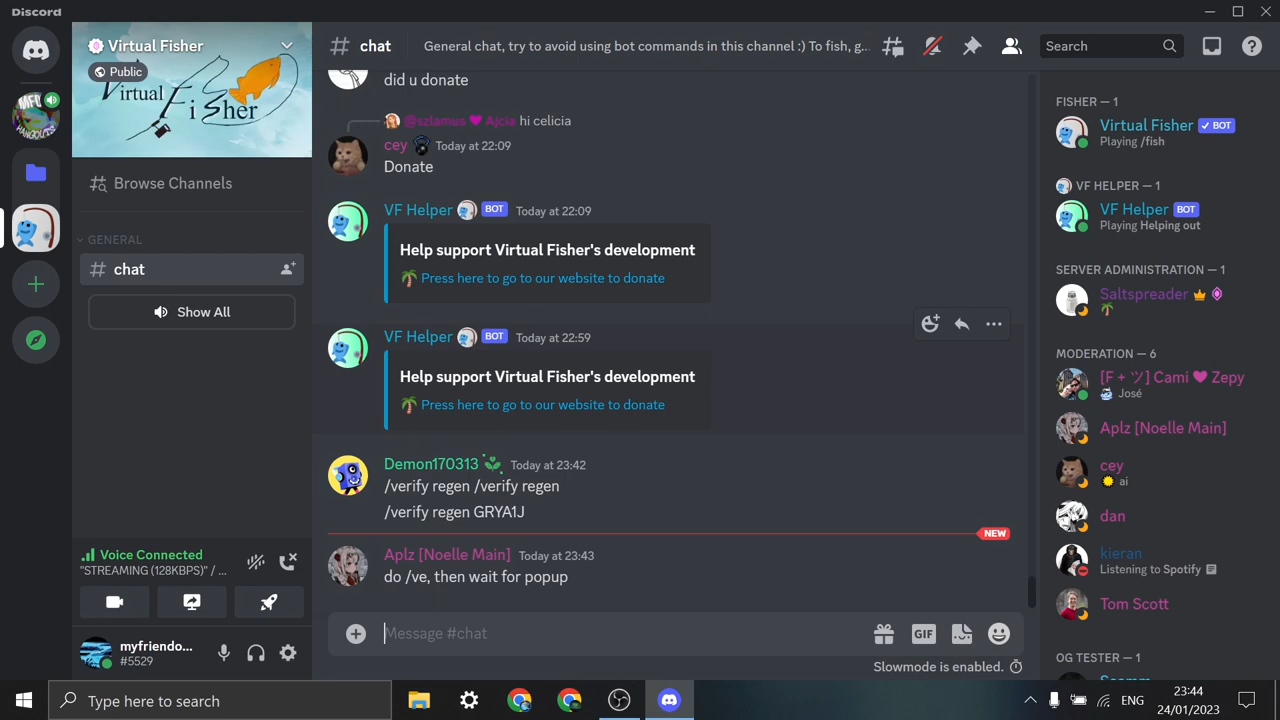 Discord
Virtual Fisher
Public
Virtual Fisher
Browse Channels
GENERAL
chat
Show All
Voice Connected
"STREAMING (128KBPS)" / ...
myfriendo...
#5529
chat
General chat, try to avoid using bot commands in this channel :) To fish, g...
Search
did u donate
@szlamus ♥ Ajcia hi celicia
cey Today at 22:09
Donate
VF Helper BOT Today at 22:09
Help support Virtual Fisher's development
🌴 Press here to go to our website to donate
VF Helper BOT Today at 22:59
Help support Virtual Fisher's development
🌴 Press here to go to our website to donate
Demon170313 Today at 23:42
/verify regen /verify regen
/verify regen GRYA1J
NEW
Aplz [Noelle Main] Today at 23:43
do /ve, then wait for popup
Message #chat
GIF
Slowmode is enabled.
FISHER — 1
Virtual Fisher ✓ BOT
Playing /fish
VF HELPER — 1
VF Helper BOT
Playing Helping out
SERVER ADMINISTRATION — 1
Saltspreader
MODERATION — 6
[F + ツ] Cami ♥ Zepy
José
Aplz [Noelle Main]
cey
ai
dan
kieran
Listening to Spotify
Tom Scott
OG TESTER — 1
Type here to search
ENG
23:44
24/01/2023